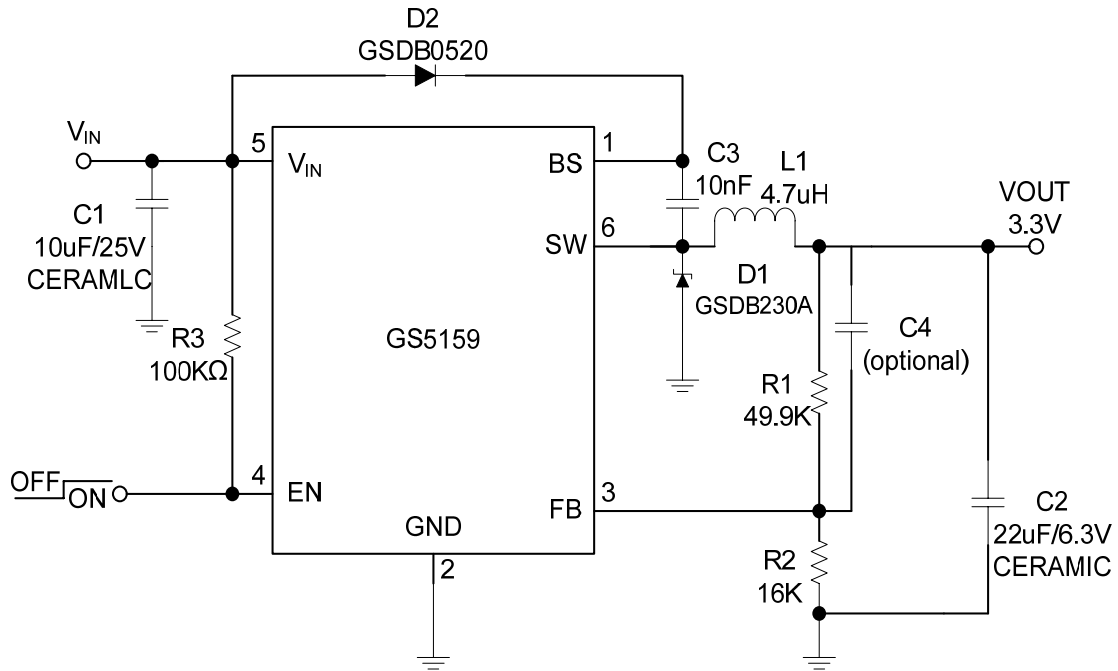 D2
GSDB0520
VIN
5
VIN
BS
1
C3
10nF
L1
4.7uH
VOUT
3.3V
C1
10uF/25V
CERAMLC
SW
6
D1
GSDB230A
R3
100KΩ
GS5159
C4
(optional)
R1
49.9K
OFF
ON
4
EN
FB
3
GND
2
R2
16K
C2
22uF/6.3V
CERAMIC